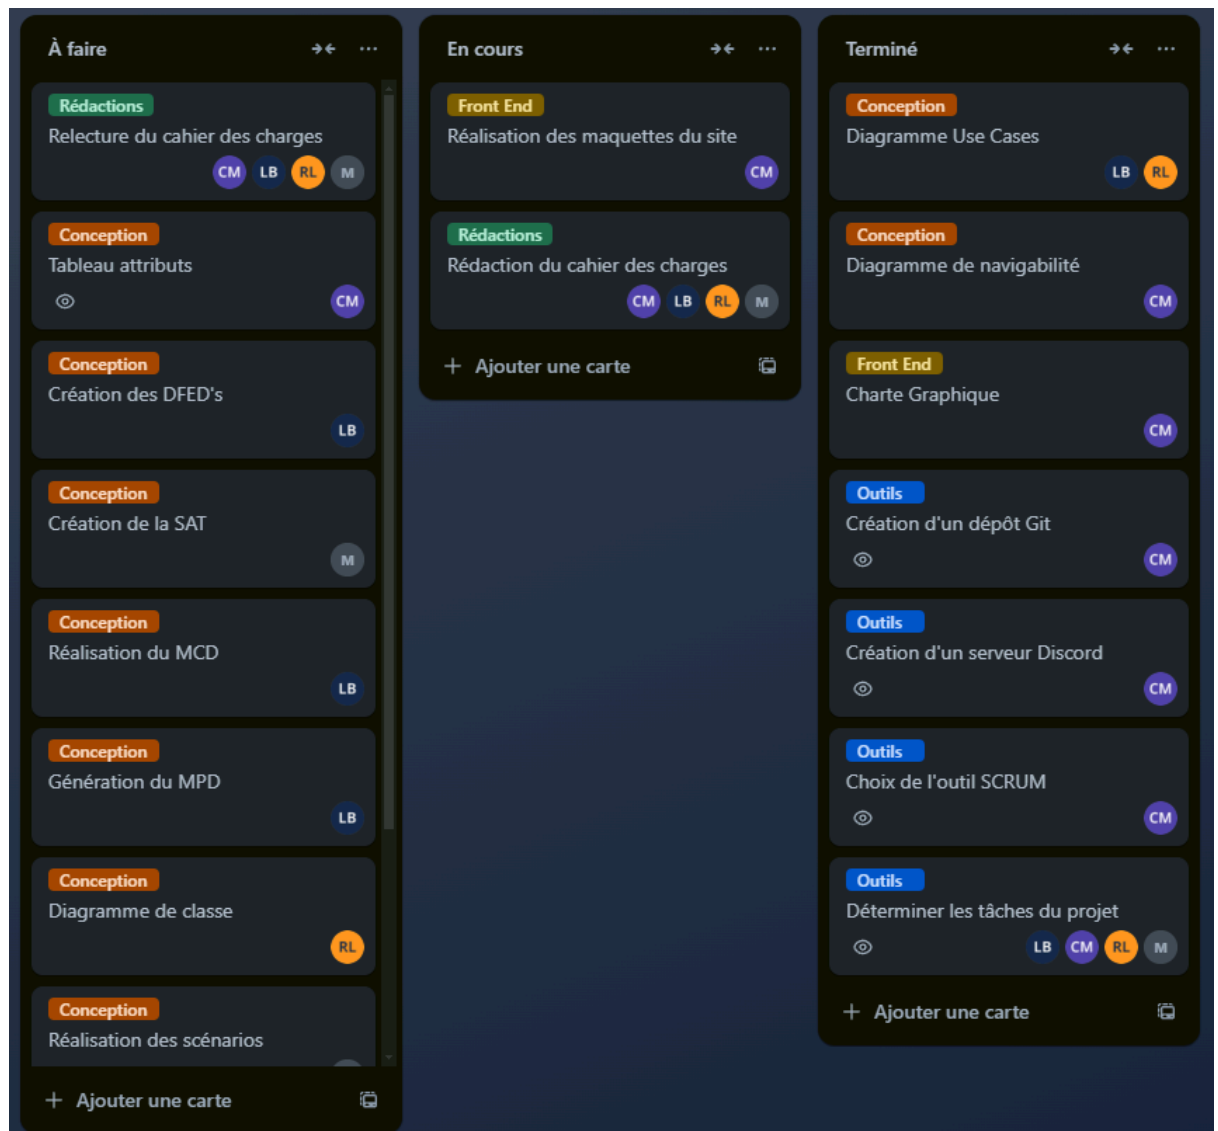 À faire
Rédactions
Relecture du cahier des charges
CM LB RL M
Conception
Tableau attributs
CM
Conception
Création des DFED's
LB
Conception
Création de la SAT
M
Conception
Réalisation du MCD
LB
Conception
Génération du MPD
LB
Conception
Diagramme de classe
RL
Conception
Réalisation des scénarios
Ajouter une carte
En cours
Front End
Réalisation des maquettes du site
CM
Rédactions
Rédaction du cahier des charges
CM LB RL M
Ajouter une carte
Terminé
Conception
Diagramme Use Cases
LB RL
Conception
Diagramme de navigabilité
CM
Front End
Charte Graphique
CM
Outils
Création d'un dépôt Git
CM
Outils
Création d'un serveur Discord
CM
Outils
Choix de l'outil SCRUM
CM
Outils
Déterminer les tâches du projet
LB CM RL M
Ajouter une carte